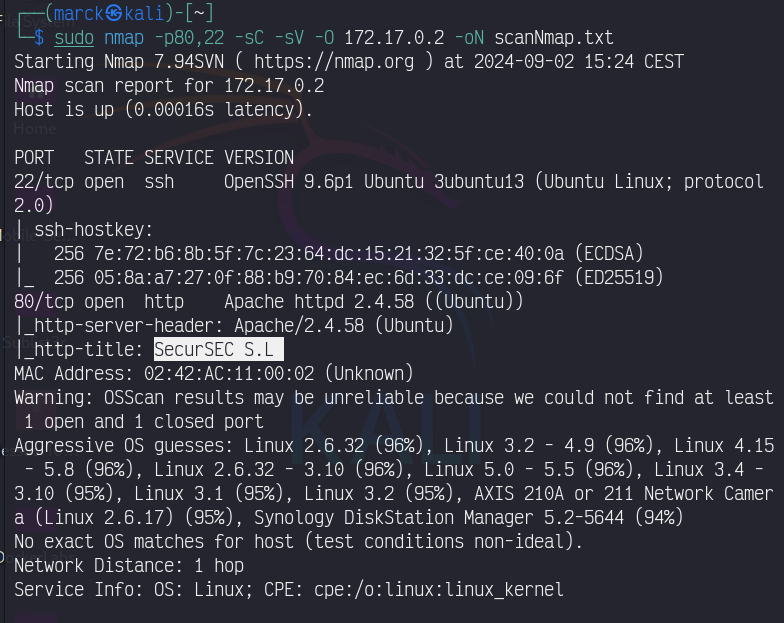 ┌──(marck㉿kali)-[~]
└─$ sudo nmap -p80,22 -sC -sV -O 172.17.0.2 -oN scanNmap.txt
Starting Nmap 7.94SVN ( https://nmap.org ) at 2024-09-02 15:24 CEST
Nmap scan report for 172.17.0.2
Host is up (0.00016s latency).
Home
PORT   STATE SERVICE VERSION
22/tcp open  ssh     OpenSSH 9.6p1 Ubuntu 3ubuntu13 (Ubuntu Linux; protocol
2.0)
| ssh-hostkey:
|   256 7e:72:b6:8b:5f:7c:23:64:dc:15:21:32:5f:ce:40:0a (ECDSA)
|_  256 05:8a:a7:27:0f:88:b9:70:84:ec:6d:33:dc:ce:09:6f (ED25519)
80/tcp open  http    Apache httpd 2.4.58 ((Ubuntu))
|_http-server-header: Apache/2.4.58 (Ubuntu)
|_http-title: SecurSEC S.L
MAC Address: 02:42:AC:11:00:02 (Unknown)
Warning: OSScan results may be unreliable because we could not find at least
 1 open and 1 closed port
Aggressive OS guesses: Linux 2.6.32 (96%), Linux 3.2 - 4.9 (96%), Linux 4.15
 - 5.8 (96%), Linux 2.6.32 - 3.10 (96%), Linux 5.0 - 5.5 (96%), Linux 3.4 -
3.10 (95%), Linux 3.1 (95%), Linux 3.2 (95%), AXIS 210A or 211 Network Camer
a (Linux 2.6.17) (95%), Synology DiskStation Manager 5.2-5644 (94%)
No exact OS matches for host (test conditions non-ideal).
Network Distance: 1 hop
Service Info: OS: Linux; CPE: cpe:/o:linux:linux_kernel
KALI